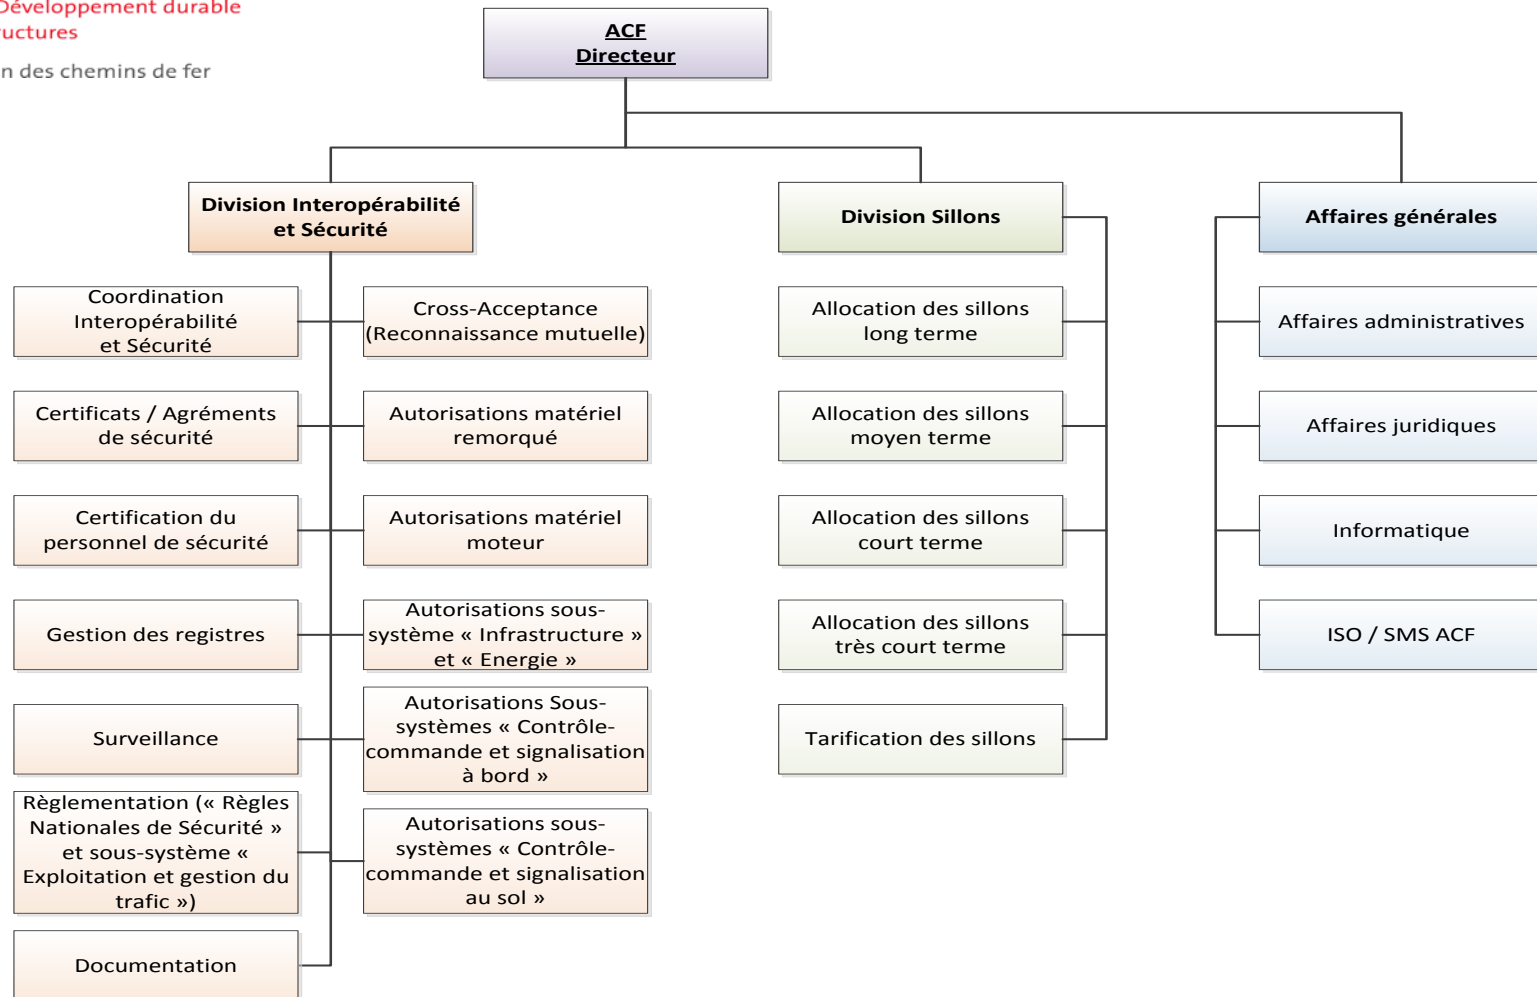 Développement durable
uctures
n des chemins de fer
ACF
Directeur
Division Interopérabilité
et Sécurité
Division Sillons
Affaires générales
Coordination
Interopérabilité
et Sécurité
Cross-Acceptance
(Reconnaissance mutuelle)
Allocation des sillons
long terme
Affaires administratives
Certificats / Agréments
de sécurité
Autorisations matériel
remorqué
Allocation des sillons
moyen terme
Affaires juridiques
Certification du
personnel de sécurité
Autorisations matériel
moteur
Allocation des sillons
court terme
Informatique
Gestion des registres
Autorisations sous-
système « Infrastructure »
et « Energie »
Allocation des sillons
très court terme
ISO / SMS ACF
Surveillance
Autorisations Sous-
systèmes « Contrôle-
commande et signalisation
à bord »
Tarification des sillons
Règlementation (« Règles
Nationales de Sécurité »
et sous-système «
Exploitation et gestion du
trafic »)
Autorisations sous-
systèmes « Contrôle-
commande et signalisation
au sol »
Documentation